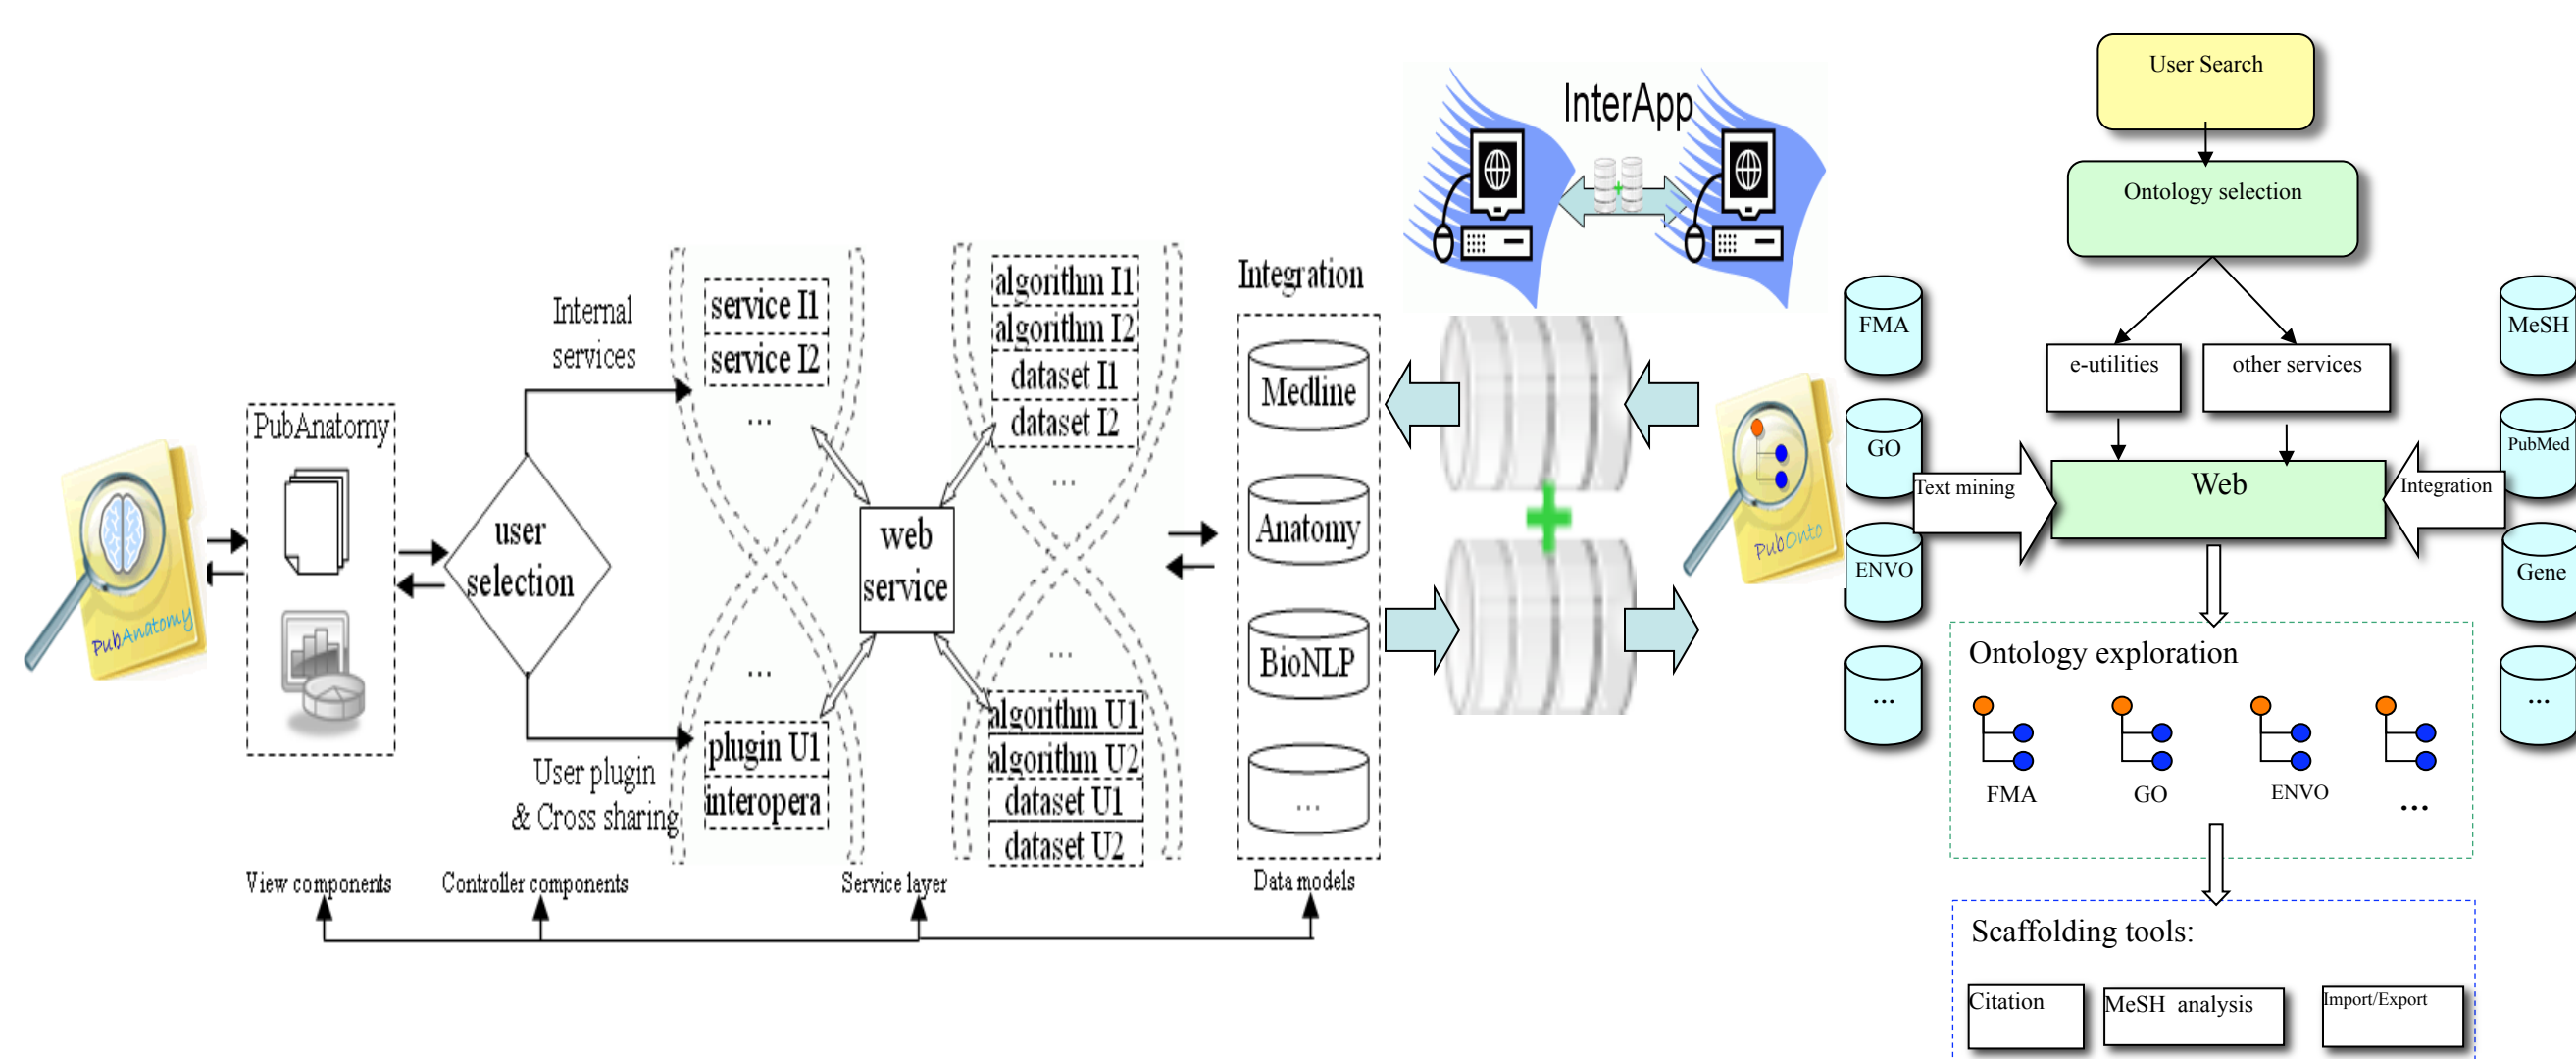 PubAnatomy
PubAnatomy
user
selection
Internal
services
User plugin
& Cross sharing
service I1
service I2
...
...
plugin U1
interopera
web
service
algorithm I1
algorithm I2
dataset I1
dataset I2
...
...
algorithm U1
algorithm U2
dataset U1
dataset U2
Integration
Medline
Anatomy
BioNLP
...
View components
Controller components
Service layer
Data models
InterApp
PubOnto
FMA
GO
ENVO
...
Text mining
User Search
Ontology selection
e-utilities
other services
Web
Integration
MeSH
PubMed
Gene
...
Ontology exploration
FMA
GO
ENVO
...
Scaffolding tools:
Citation
MeSH analysis
Import/Export